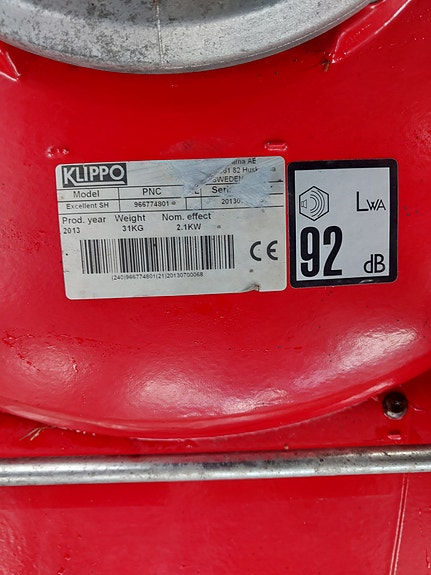 KLIPPO
arna AE
82 Husk
SWEDEN
Model PNC Seri
Excellent SH 966774801 20130
Prod. year Weight Nom. effect
2013 31KG 2.1KW
CE
(240)966774801(21)20130700068
LWA
92
dB